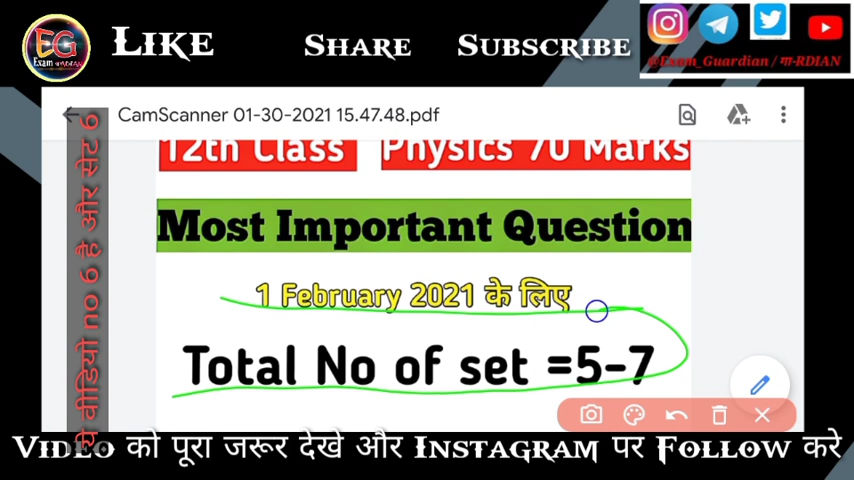 EG
Exam गार्DIAN
LIKE SHARE SUBSCRIBE
@Exam_Guardian / गा-RDIAN
CamScanner 01-30-2021 15.47.48.pdf
ये वीडियो no 6 है और सेट 6
12th Class Physics 70 Marks
Most Important Question
1 February 2021 के लिए
Total No of set =5-7
VIDEO को पूरा जरूर देखे और INSTAGRAM पर FOLLOW करे